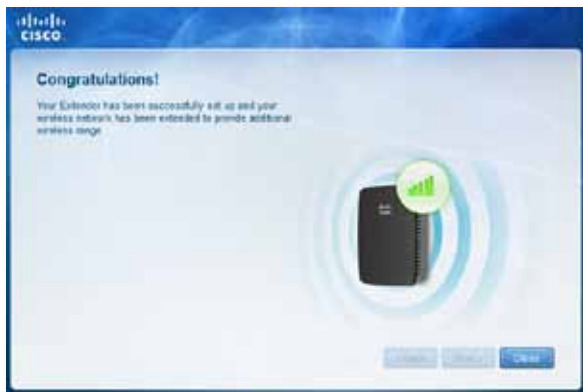 CISCO
Congratulations!
Your Extender has been successfully set up and your
wireless network has been extended to provide additional
wireless range
Close